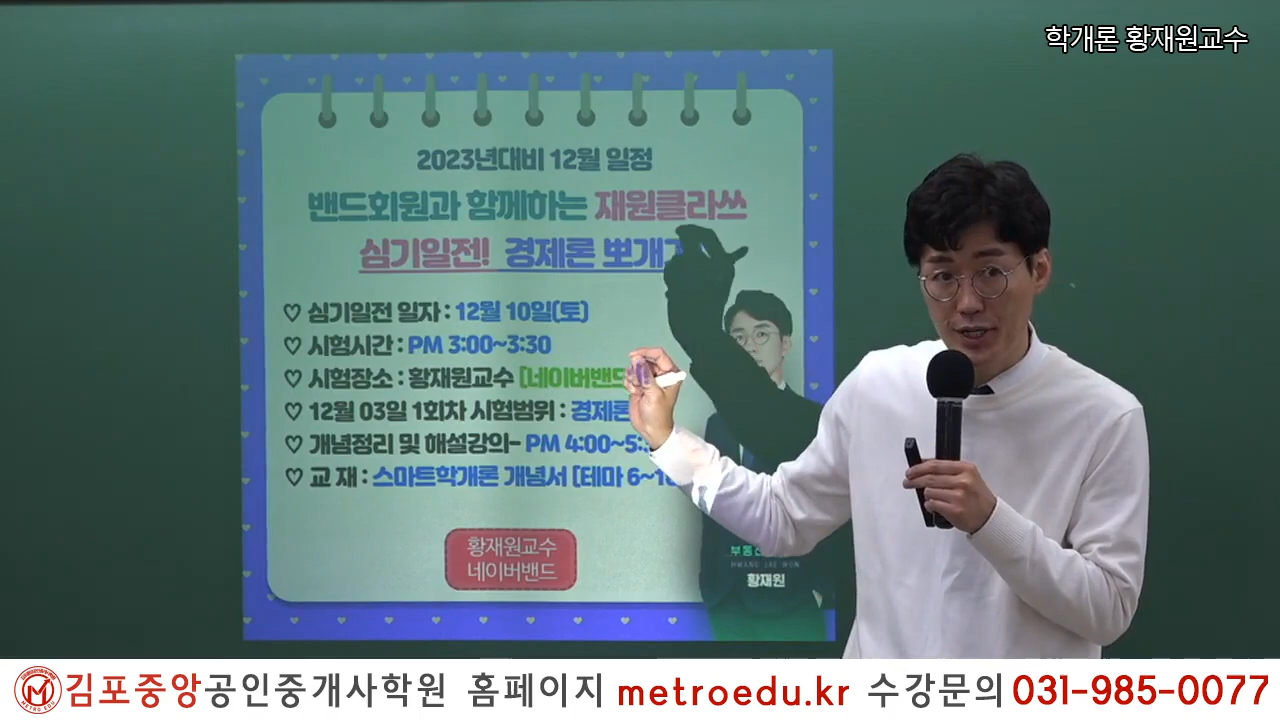 학개론 황재원교수
2023년대비 12월 일정
밴드회원과 함께하는 재원클라쓰
심기일전! 경제론 뽀개
♡ 심기일전 일자 : 12월 10일(토)
♡ 시험시간 : PM 3:00~3:30
♡ 시험장소 : 황재원교수 [네이버밴드
♡ 12월 03일 1회차 시험범위 : 경제론
♡ 개념정리 및 해설강의- PM 4:00~5:
♡ 교 재 : 스마트학개론 개념서 [테마 6~1
황재원교수
네이버밴드
HWANG JAE WON
황재원
METRO EDU
김포중앙공인중개사학원 홈페이지 metroedu.kr 수강문의 031-985-0077